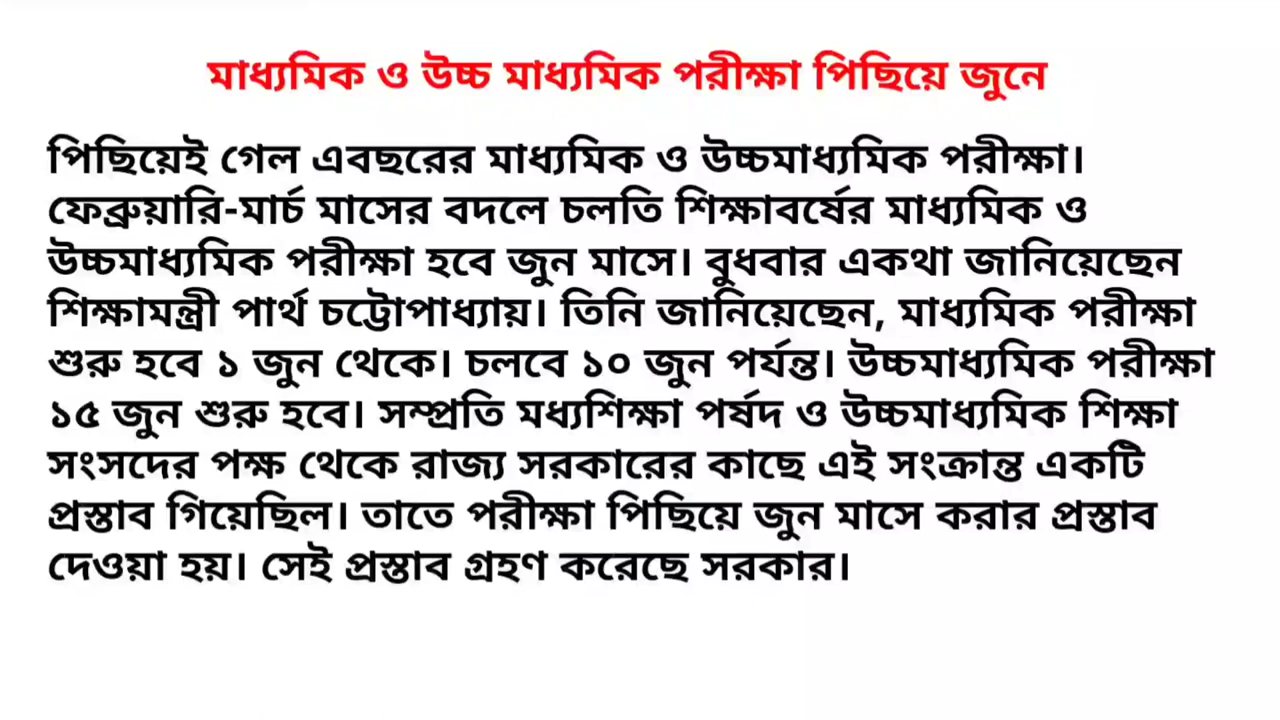 মাধ্যমিক ও উচ্চ মাধ্যমিক পরীক্ষা পিছিয়ে জুনে
পিছিয়েই গেল এবছরের মাধ্যমিক ও উচ্চমাধ্যমিক পরীক্ষা।
ফেব্রুয়ারি-মার্চ মাসের বদলে চলতি শিক্ষাবর্ষের মাধ্যমিক ও
উচ্চমাধ্যমিক পরীক্ষা হবে জুন মাসে। বুধবার একথা জানিয়েছেন
শিক্ষামন্ত্রী পার্থ চট্টোপাধ্যায়। তিনি জানিয়েছেন, মাধ্যমিক পরীক্ষা
শুরু হবে ১ জুন থেকে। চলবে ১০ জুন পর্যন্ত। উচ্চমাধ্যমিক পরীক্ষা
১৫ জুন শুরু হবে। সম্প্রতি মধ্যশিক্ষা পর্ষদ ও উচ্চমাধ্যমিক শিক্ষা
সংসদের পক্ষ থেকে রাজ্য সরকারের কাছে এই সংক্রান্ত একটি
প্রস্তাব গিয়েছিল। তাতে পরীক্ষা পিছিয়ে জুন মাসে করার প্রস্তাব
দেওয়া হয়। সেই প্রস্তাব গ্রহণ করেছে সরকার।